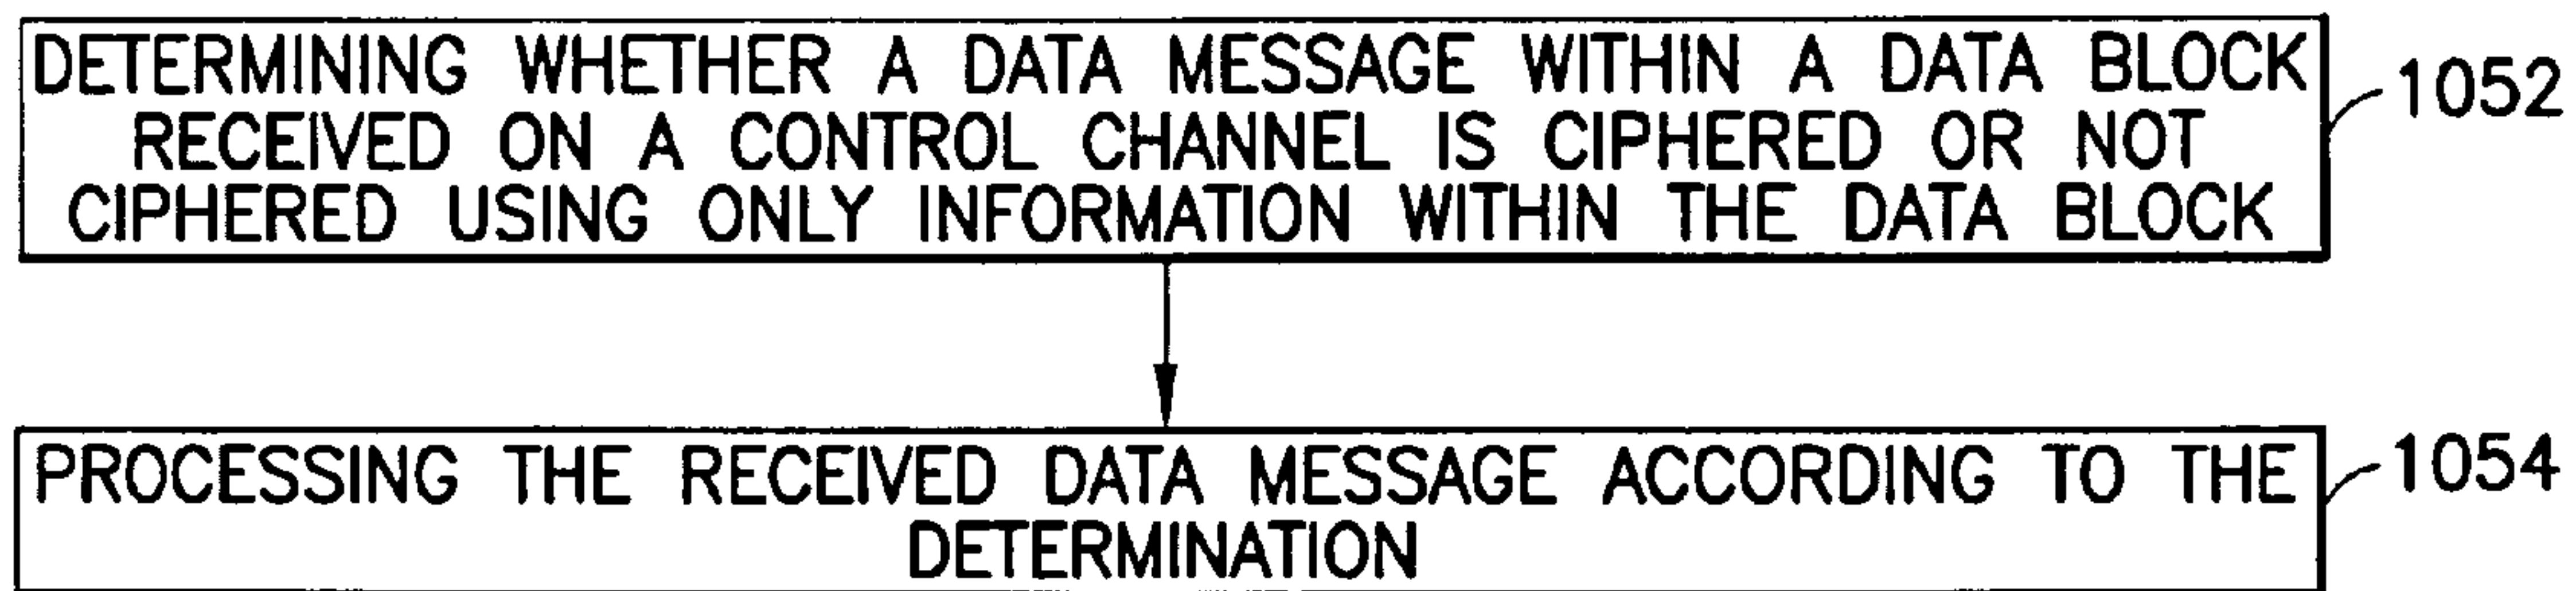 DETERMINING WHETHER A DATA MESSAGE WITHIN A DATA BLOCK
RECEIVED ON A CONTROL CHANNEL IS CIPHERED OR NOT
CIPHERED USING ONLY INFORMATION WITHIN THE DATA BLOCK
1052
PROCESSING THE RECEIVED DATA MESSAGE ACCORDING TO THE
DETERMINATION
1054